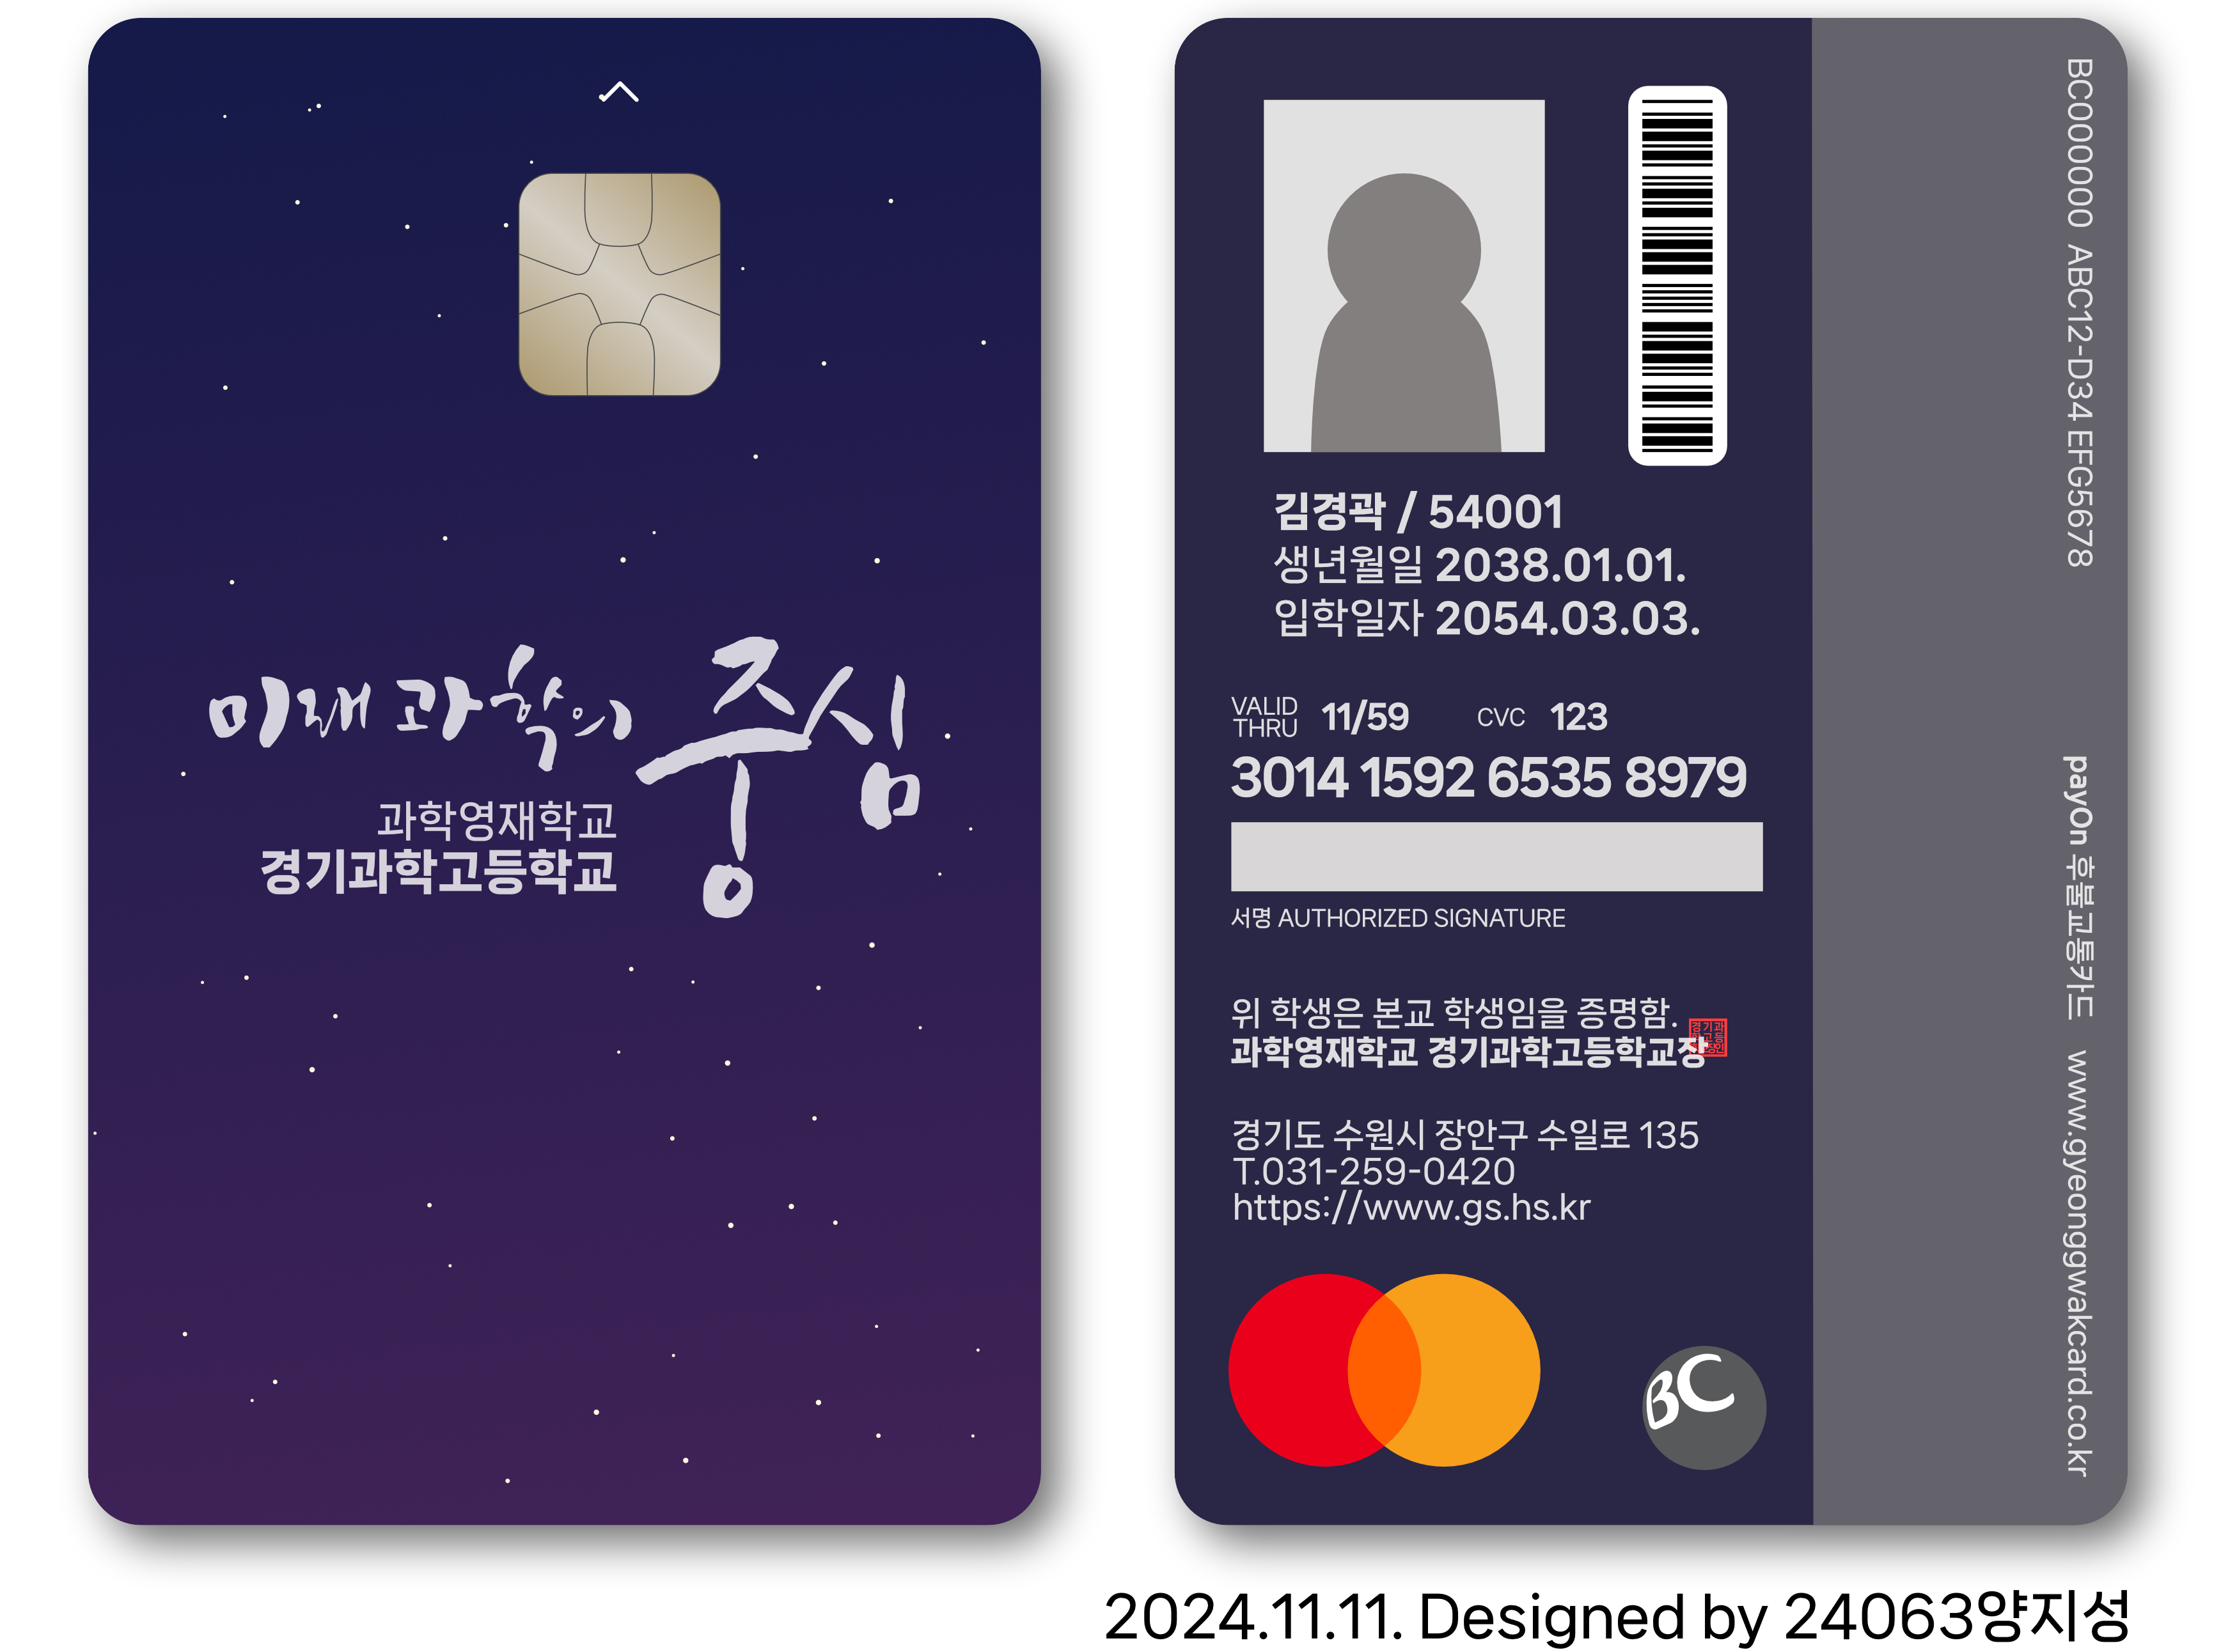 미래 과학의 중심
과학영재학교
경기과학고등학교
김경곽 / 54001
생년월일 2038.01.01.
입학일자 2054.03.03.
VALID
THRU
11/59
CVC 123
3014 1592 6535 8979
서명 AUTHORIZED SIGNATURE
위 학생은 본교 학생임을 증명함.
과학영재학교 경기과학고등학교장
경기도 수원시 장안구 수일로 135
T.031-259-0420
https://www.gs.hs.kr
BC
BC000000 ABC12-D34 EFG5678
payOn 후불교통카드 www.gyeonggwakcard.co.kr
2024.11.11. Designed by 24063양지성